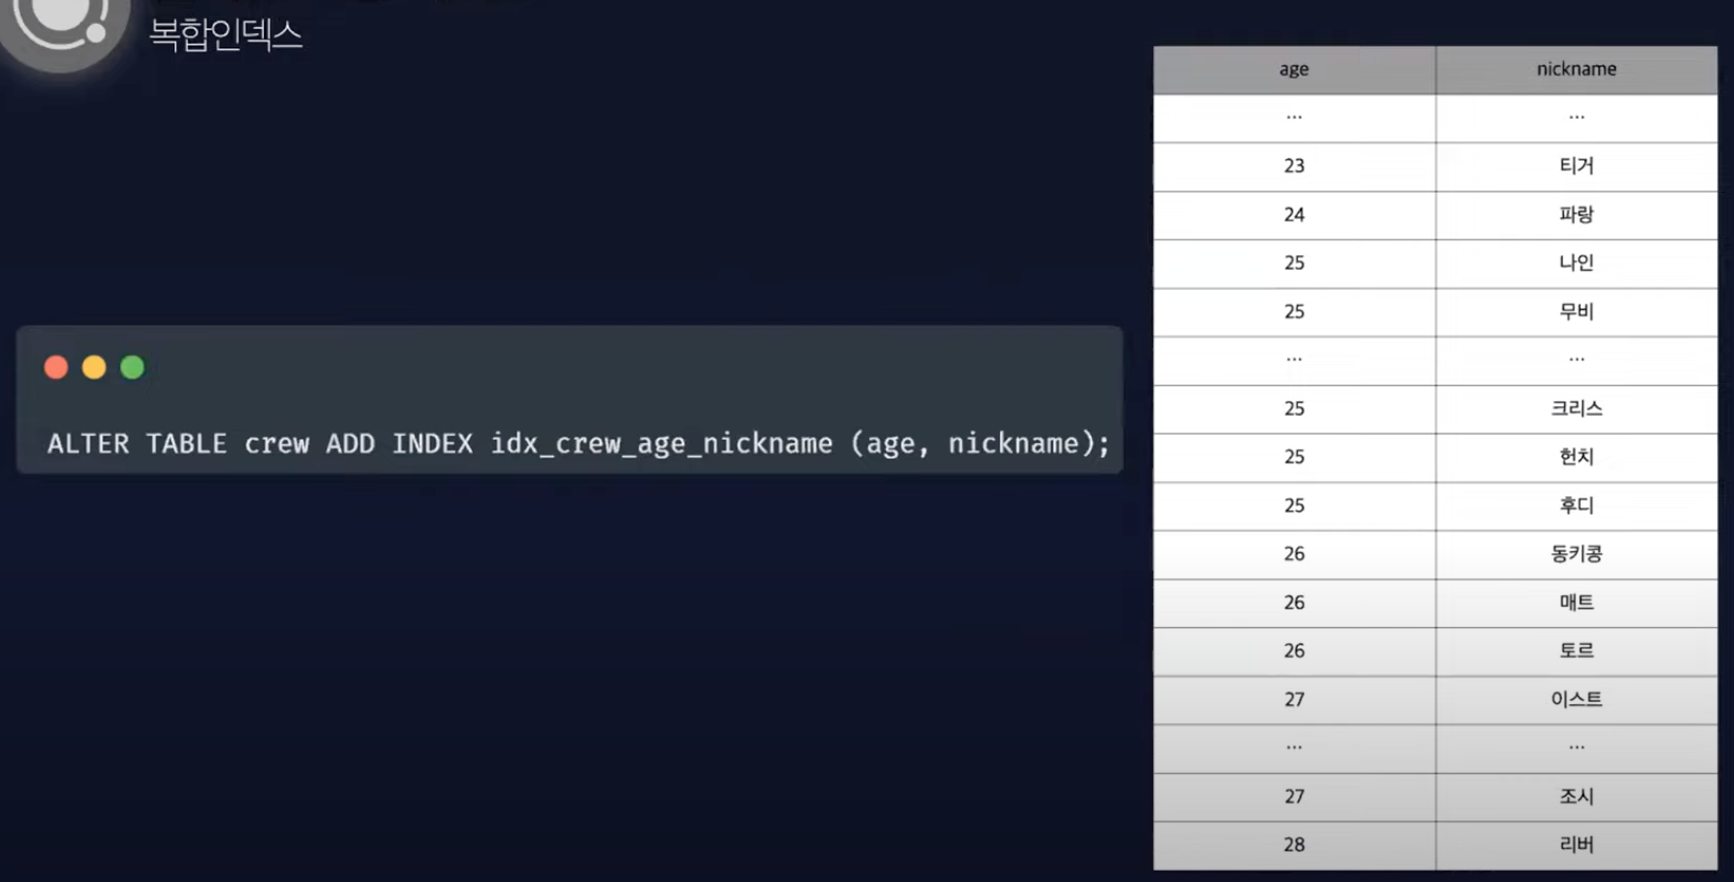 복합인덱스
ALTER TABLE crew ADD INDEX idx_crew_age_nickname (age, nickname);
age nickname
... ...
23 티거
24 파랑
25 나인
25 무비
... ...
25 크리스
25 헌치
25 후디
26 동키콩
26 매트
26 토르
27 이스트
... ...
27 조시
28 리버